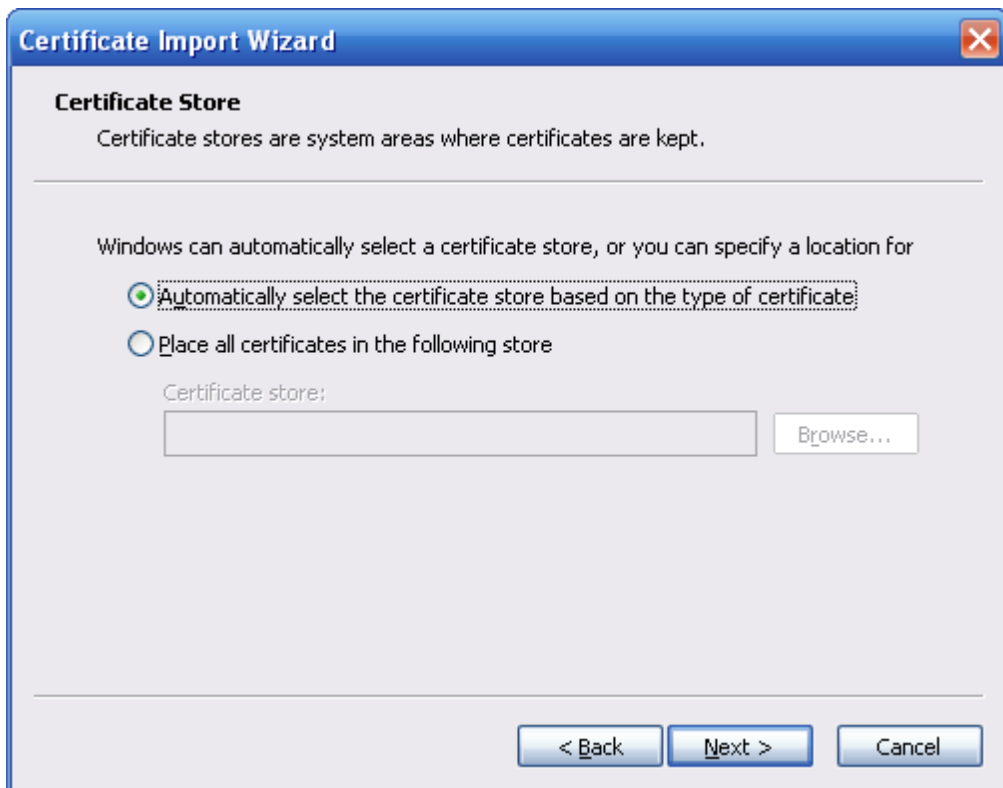 Certificate Import Wizard
Certificate Store
Certificate stores are system areas where certificates are kept.
Windows can automatically select a certificate store, or you can specify a location for
Automatically select the certificate store based on the type of certificate
Place all certificates in the following store
Certificate store:
Browse...
< Back Next > Cancel